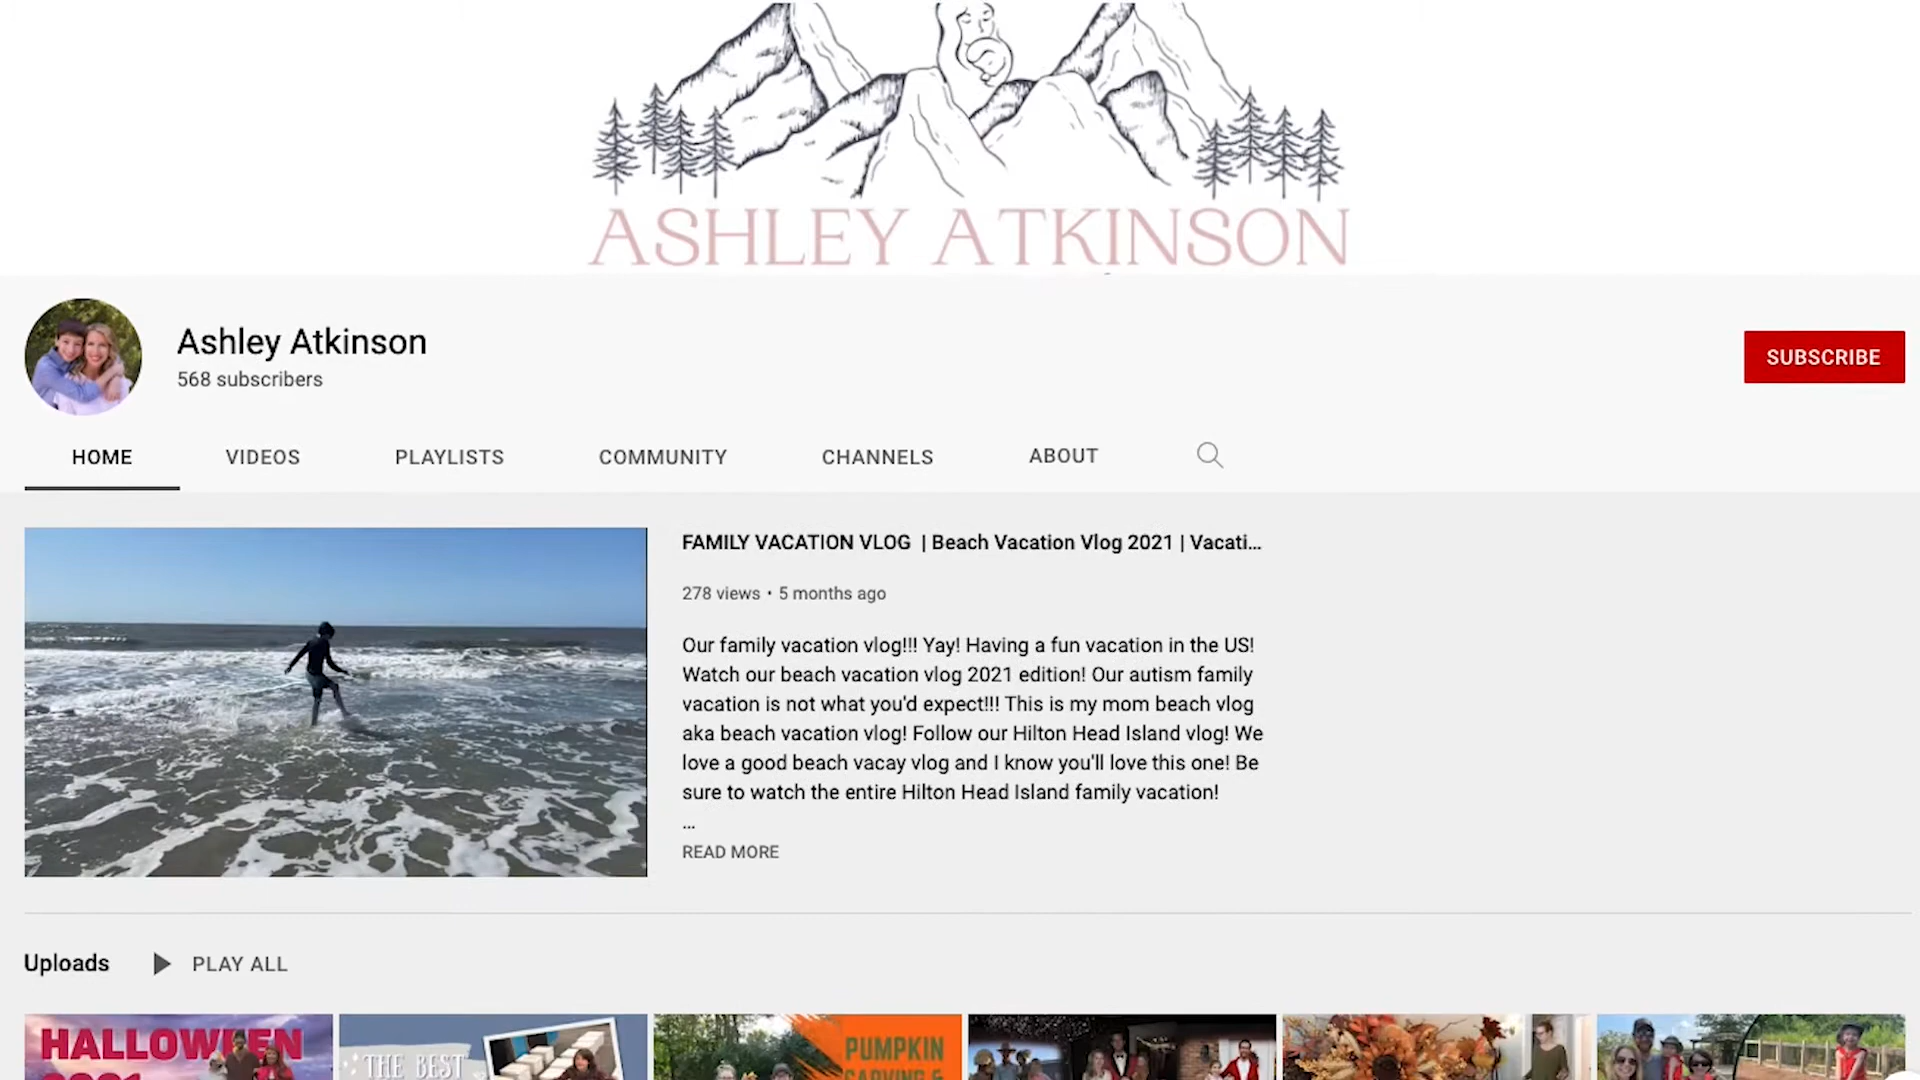 ASHLEY ATKINSON
Ashley Atkinson
568 subscribers
SUBSCRIBE
HOME
VIDEOS
PLAYLISTS
COMMUNITY
CHANNELS
ABOUT
FAMILY VACATION VLOG | Beach Vacation Vlog 2021 | Vacati...
278 views • 5 months ago
Our family vacation vlog!!! Yay! Having a fun vacation in the US!
Watch our beach vacation vlog 2021 edition! Our autism family
vacation is not what you'd expect!!! This is my mom beach vlog
aka beach vacation vlog! Follow our Hilton Head Island vlog! We
love a good beach vacay vlog and I know you'll love this one! Be
sure to watch the entire Hilton Head Island family vacation!
...
READ MORE
Uploads
PLAY ALL
HALLOWEEN
2021
THE BEST
PUMPKIN
CARVING &